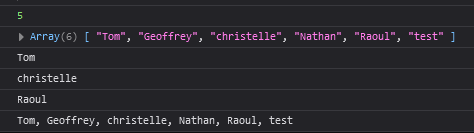 5
Array(6) [ "Tom", "Geoffrey", "christelle", "Nathan", "Raoul", "test" ]
Tom
christelle
Raoul
Tom, Geoffrey, christelle, Nathan, Raoul, test